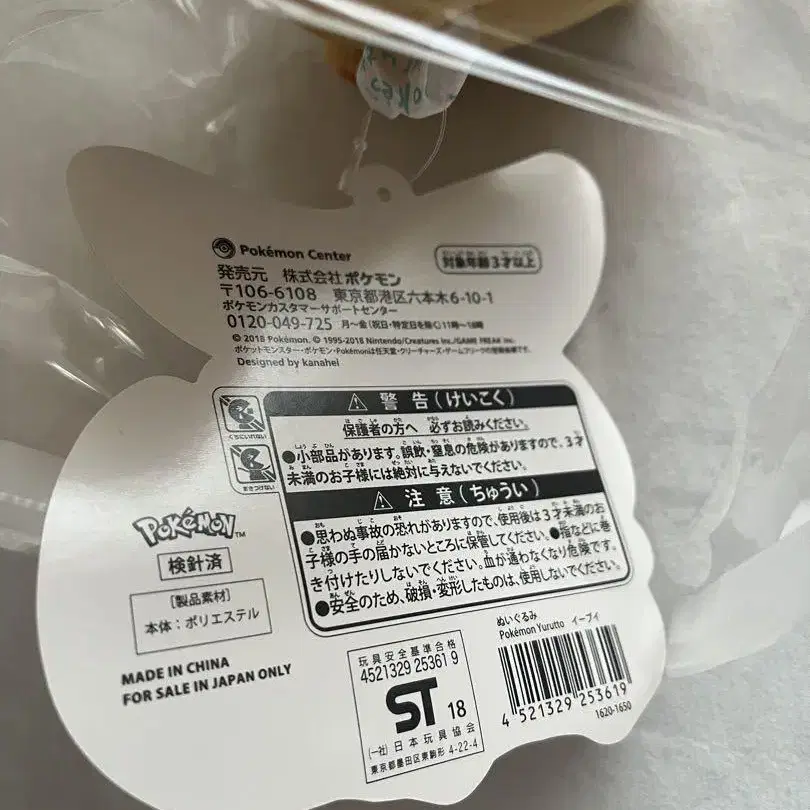 Pokémon Center
対象年齢3才以上
発売元 株式会社ポケモン
〒106-6108 東京都港区六本木6-10-1
ポケモンカスタマーサポートセンター
0120-049-725 月〜金(祝日・特定日を除く)11時〜18時
© 2018 Pokémon. © 1995-2018 Nintendo/Creatures Inc./GAME FREAK inc.
ポケットモンスター・ポケモン・Pokémonは任天堂・クリーチャーズ・ゲームフリークの登録商標です。
Designed by kanahei
⚠ 警告(けいこく)
くちにいれない
保護者の方へ 必ずお読みください。
●小部品があります。誤飲・窒息の危険がありますので、3才
未満のお子様には絶対に与えないでください。
まきつけない
⚠ 注意(ちゅうい)
●思わぬ事故の恐れがありますので、使用後は3才未満のお
子様の手の届かないところに保管してください。●指などに巻
き付けたりしないでください。血が通わなくなり危険です。
●安全のため、破損・変形したものは、使用しないでください。
POKÉMON™
検針済
[製品素材]
本体:ポリエステル
MADE IN CHINA
FOR SALE IN JAPAN ONLY
玩具安全基準合格
4521329 25361 9
ST 18
(一社)日本玩具協会
東京都墨田区東駒形 4-22-4
ぬいぐるみ
Pokémon Yurutto イーブイ
4 521329 253619
1620-1650